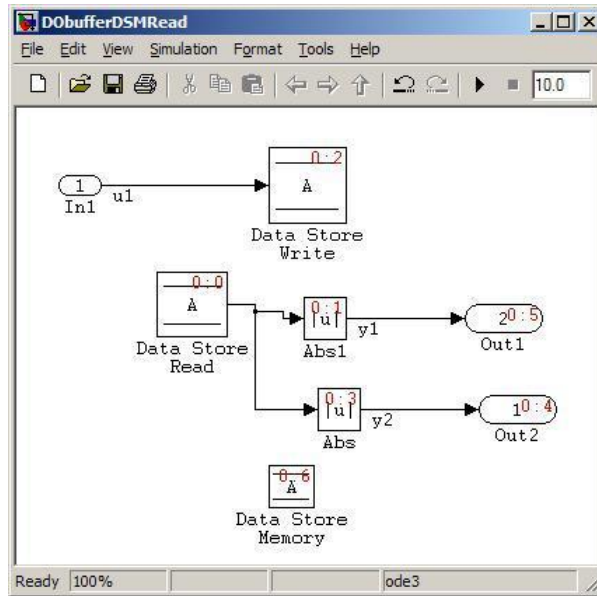 DObufferDSMRead
File Edit View Simulation Format Tools Help
10.0
0:2
A
1
u1
In1
Data Store
Write
0:0
A
0:1
|u|
y1
2
0:5
Out1
Data Store
Read
Abs1
0:3
|u|
y2
1
0:4
Out2
Abs
0:6
A
Data Store
Memory
Ready 100% ode3